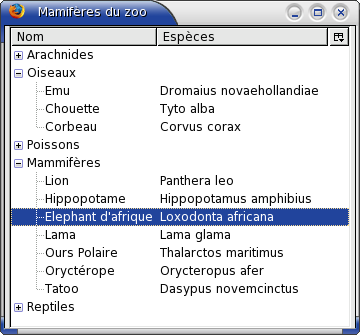 Mamifères du zoo
Nom Espèces
Arachnides
Oiseaux
Emu Dromaius novaehollandiae
Chouette Tyto alba
Corbeau Corvus corax
Poissons
Mammifères
Lion Panthera leo
Hippopotame Hippopotamus amphibius
Elephant d'afrique Loxodonta africana
Lama Lama glama
Ours Polaire Thalarctos maritimus
Oryctérope Orycteropus afer
Tatoo Dasypus novemcinctus
Reptiles